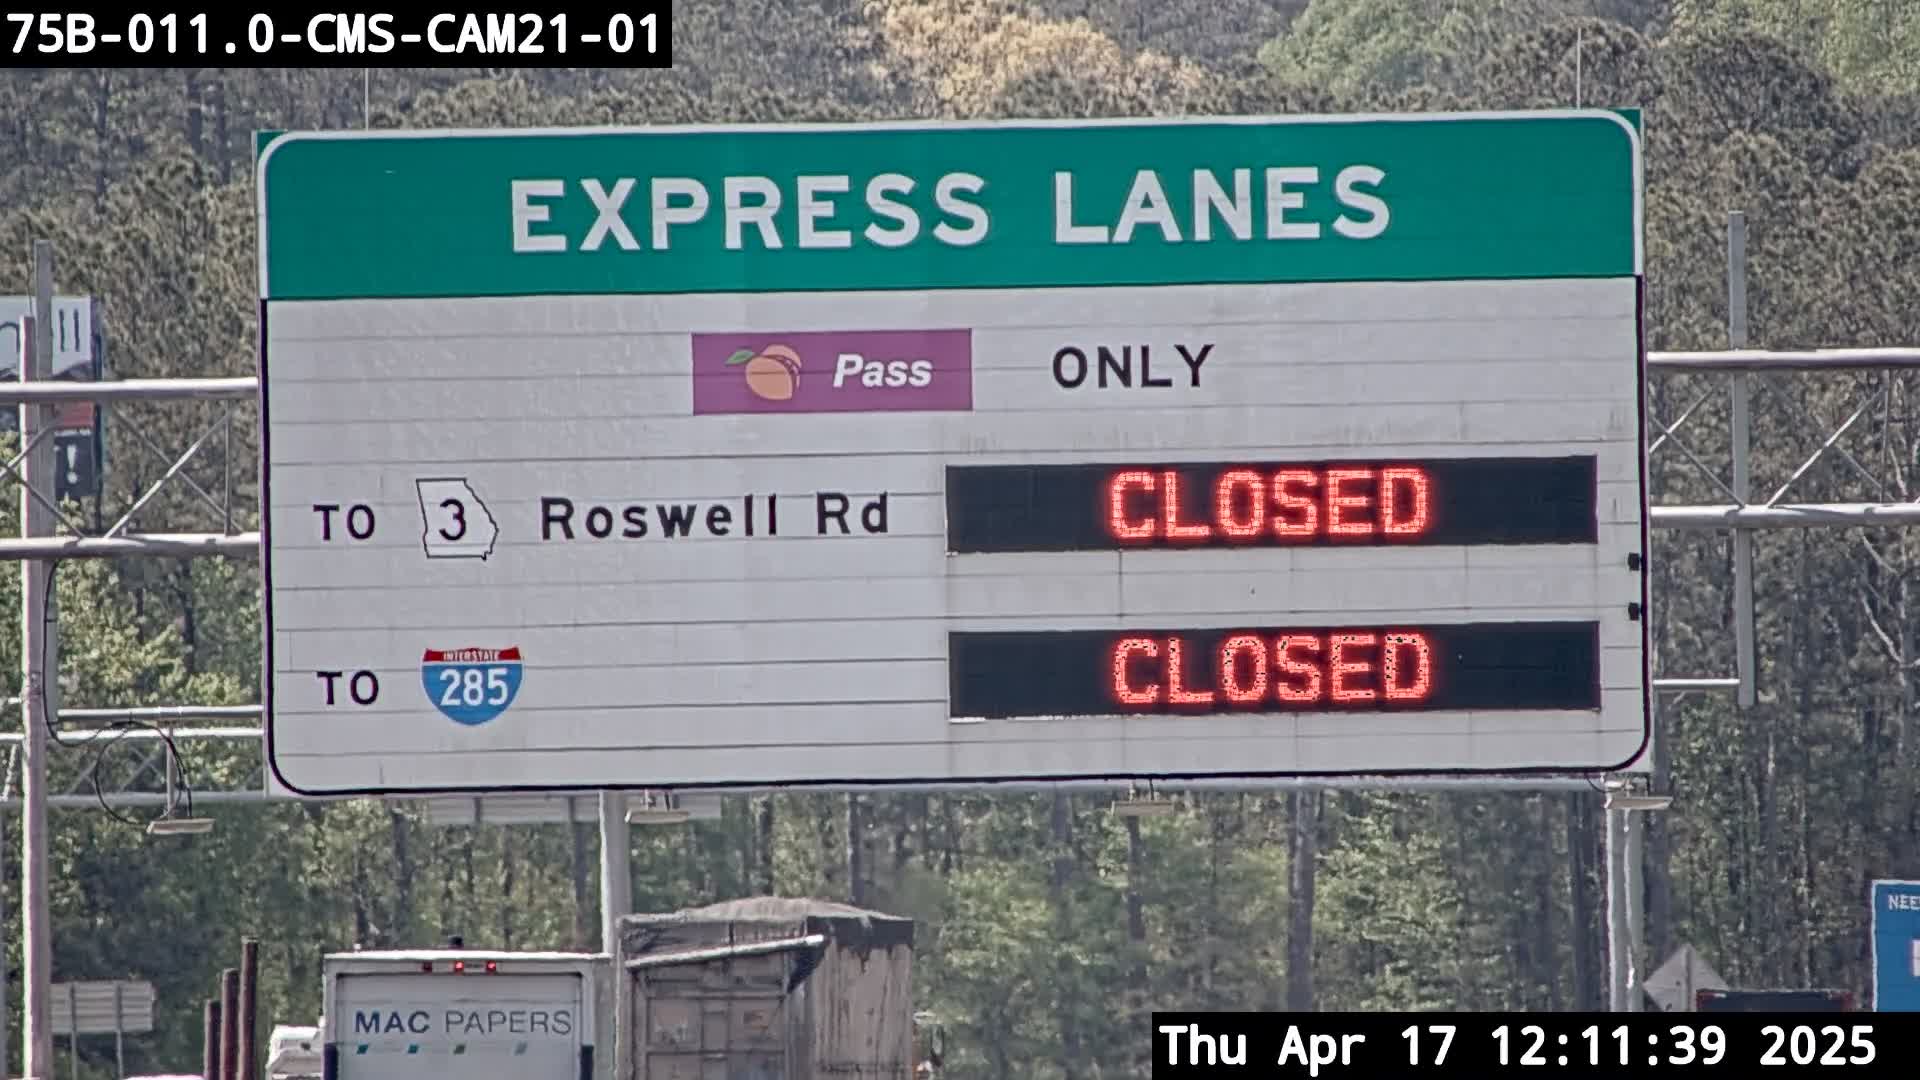 75B-011.0-CMS-CAM21-01
EXPRESS LANES
Pass ONLY
TO 3 Roswell Rd CLOSED
INTERSTATE
TO 285 CLOSED
!
MAC PAPERS
Thu Apr 17 12:11:39 2025